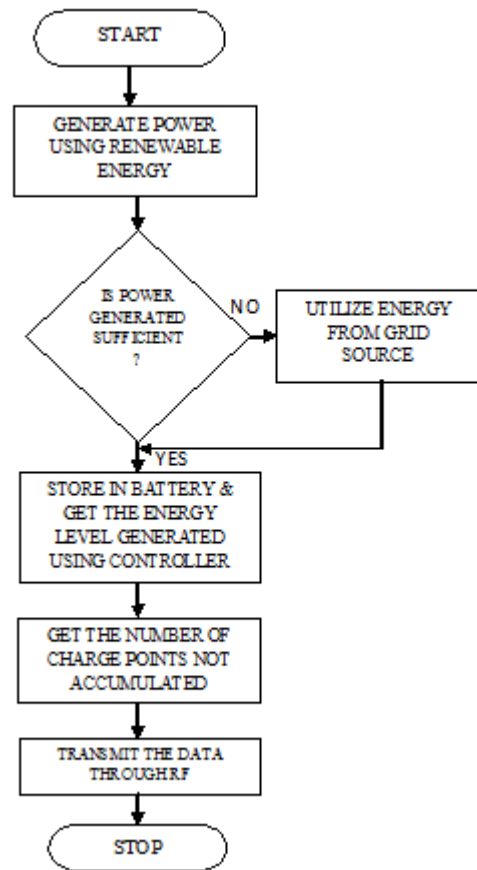 START
GENERATE POWER
USING RENEWABLE
ENERGY
IS POWER
GENERATED
SUFFICIENT
?
NO
UTILIZE ENERGY
FROM GRID
SOURCE
YES
STORE IN BATTERY &
GET THE ENERGY
LEVEL GENERATED
USING CONTROLLER
GET THE NUMBER OF
CHARGE POINTS NOT
ACCUMULATED
TRANSMIT THE DATA
THROUGH RF
STOP